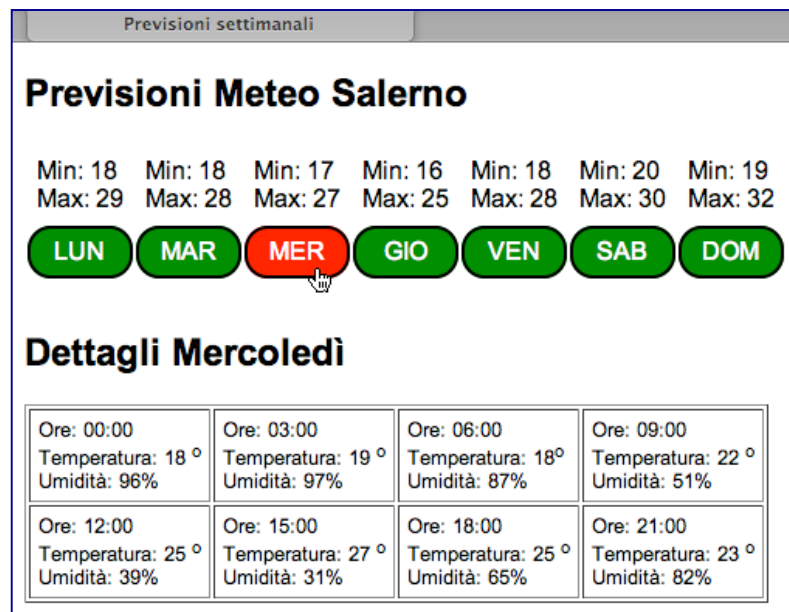 Previsioni settimanali
Previsioni Meteo Salerno
Min: 18 Min: 18 Min: 17 Min: 16 Min: 18 Min: 20 Min: 19
Max: 29 Max: 28 Max: 27 Max: 25 Max: 28 Max: 30 Max: 32
LUN MAR MER GIO VEN SAB DOM
Dettagli Mercoledì
Ore: 00:00 Ore: 03:00 Ore: 06:00 Ore: 09:00
Temperatura: 18 º Temperatura: 19 º Temperatura: 18º Temperatura: 22 º
Umidità: 96% Umidità: 97% Umidità: 87% Umidità: 51%
Ore: 12:00 Ore: 15:00 Ore: 18:00 Ore: 21:00
Temperatura: 25 º Temperatura: 27 º Temperatura: 25 º Temperatura: 23 º
Umidità: 39% Umidità: 31% Umidità: 65% Umidità: 82%